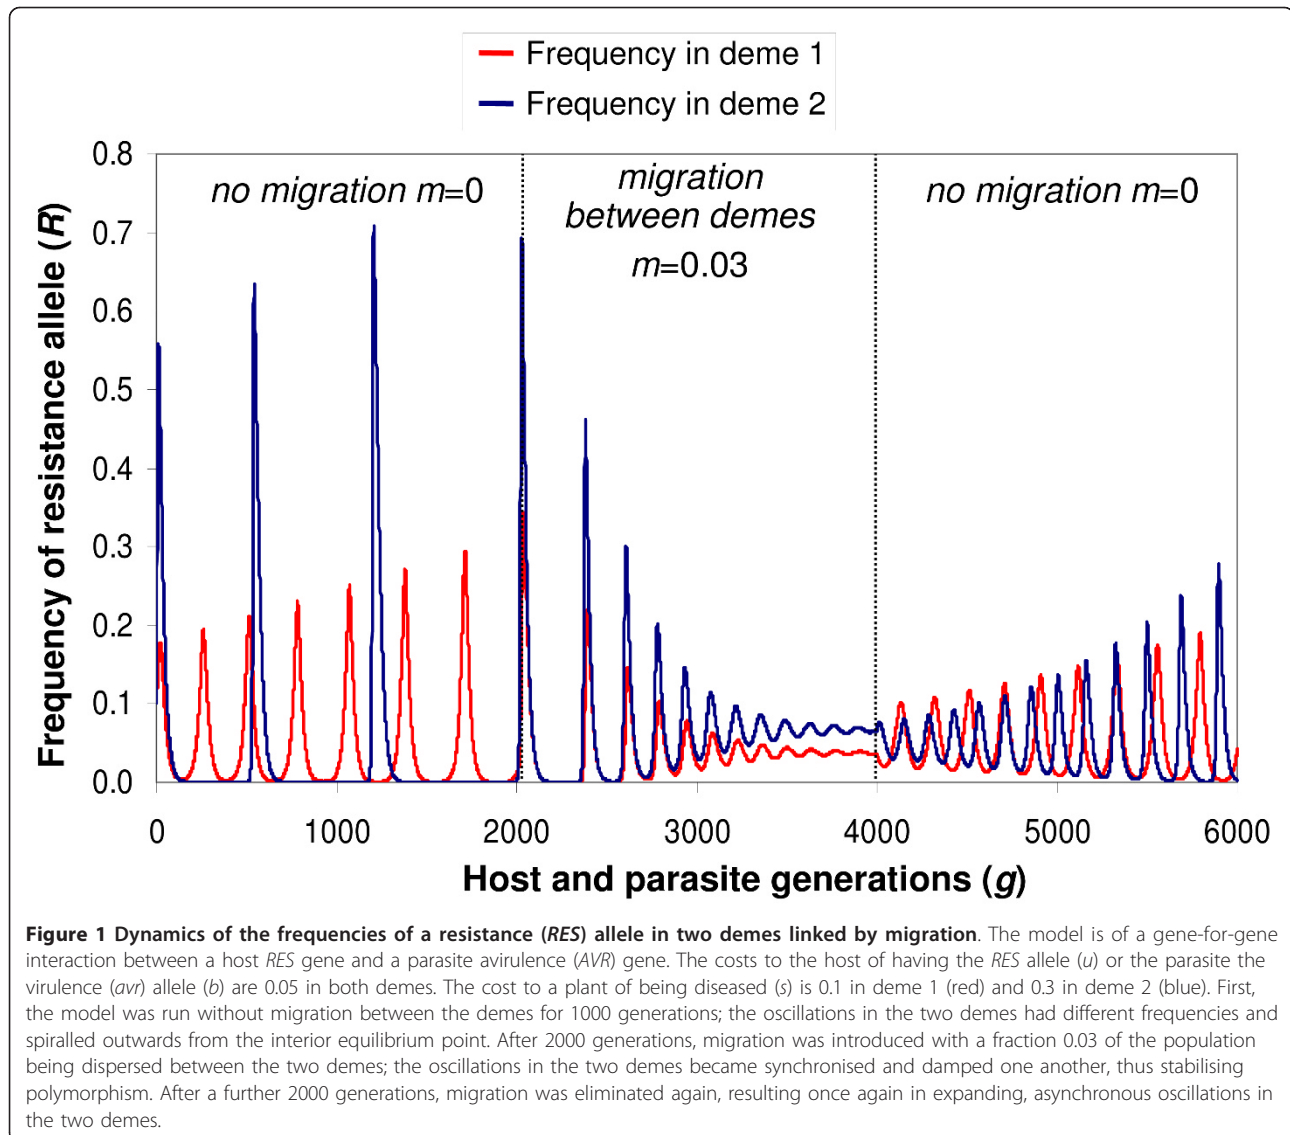 Frequency in deme 1
Frequency in deme 2
0.8
0.7
0.6
0.5
0.4
0.3
0.2
0.1
0.0
Frequency of resistance allele (R)
no migration m=0
migration
between demes
m=0.03
no migration m=0
0
1000
2000
3000
4000
5000
6000
Host and parasite generations (g)
Figure 1 Dynamics of the frequencies of a resistance (RES) allele in two demes linked by migration. The model is of a gene-for-gene
interaction between a host RES gene and a parasite avirulence (AVR) gene. The costs to the host of having the RES allele (u) or the parasite the
virulence (avr) allele (b) are 0.05 in both demes. The cost to a plant of being diseased (s) is 0.1 in deme 1 (red) and 0.3 in deme 2 (blue). First,
the model was run without migration between the demes for 1000 generations; the oscillations in the two demes had different frequencies and
spiralled outwards from the interior equilibrium point. After 2000 generations, migration was introduced with a fraction 0.03 of the population
being dispersed between the two demes; the oscillations in the two demes became synchronised and damped one another, thus stabilising
polymorphism. After a further 2000 generations, migration was eliminated again, resulting once again in expanding, asynchronous oscillations in
the two demes.